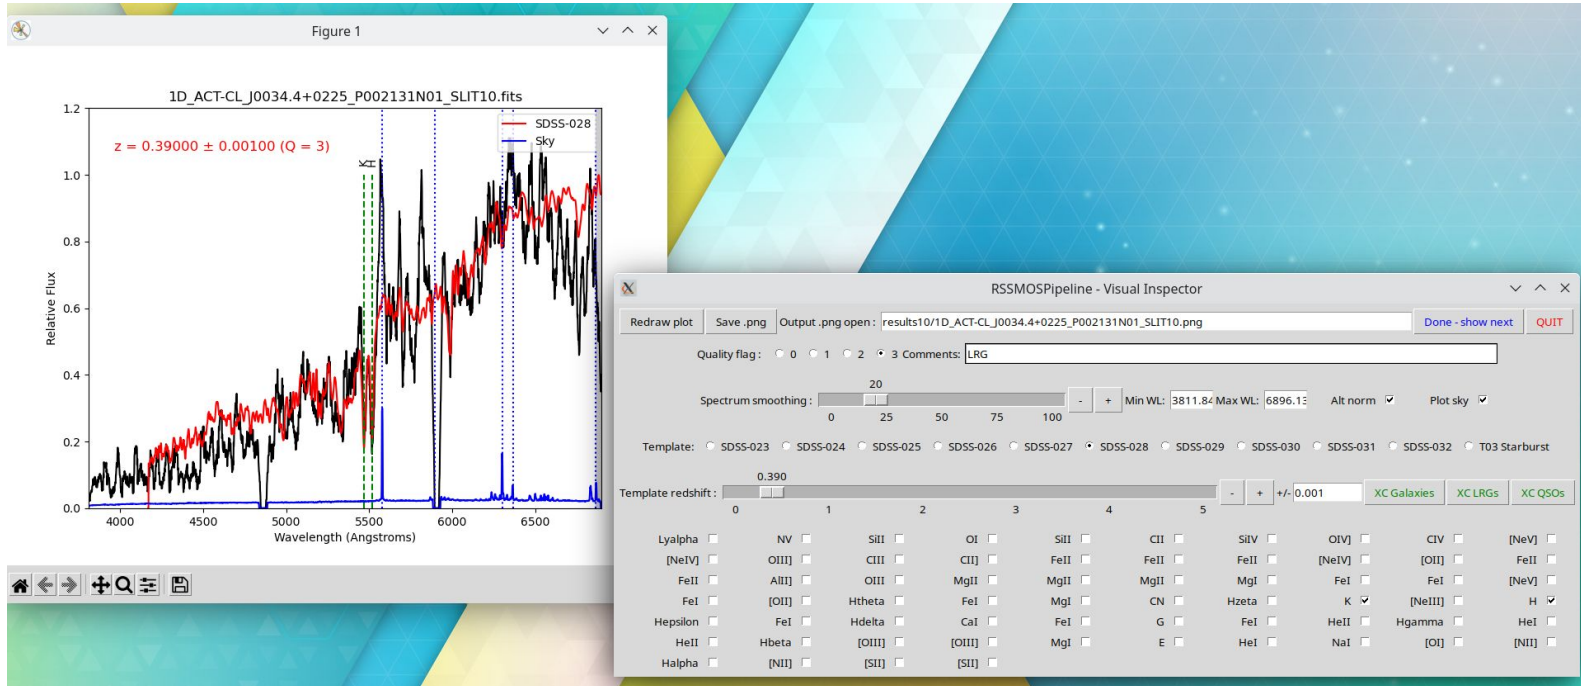 Figure 1
1D_ACT-CL_J0034.4+0225_P002131N01_SLIT10.fits
z = 0.39000 ± 0.00100 (Q = 3)
SDSS-028
Sky
K
H
1.2
1.0
0.8
0.6
0.4
0.2
0.0
Relative Flux
4000 4500 5000 5500 6000 6500
Wavelength (Angstroms)
RSSMOSPipeline - Visual Inspector
Redraw plot Save .png Output .png open : results10/1D_ACT-CL_J0034.4+0225_P002131N01_SLIT10.png Done - show next QUIT
Quality flag : 0 1 2 3 Comments: LRG
20
Spectrum smoothing : - + Min WL: 3811.84 Max WL: 6896.13 Alt norm Plot sky
0 25 50 75 100
Template: SDSS-023 SDSS-024 SDSS-025 SDSS-026 SDSS-027 SDSS-028 SDSS-029 SDSS-030 SDSS-031 SDSS-032 T03 Starburst
0.390
Template redshift : - + +/- 0.001 XC Galaxies XC LRGs XC QSOs
0 1 2 3 4 5
Lyalpha NV SiII OI SiII CII SiIV OIV] CIV [NeV]
[NeIV] OIII] CIII CII] FeII FeII FeII [NeIV] [OII] FeII
FeII AlII] OIII MgII MgII MgII MgI FeI FeI [NeV]
FeI [OII] Htheta FeI MgI CN Hzeta K [NeIII] H
Hepsilon FeI Hdelta CaI FeI G FeI HeII Hgamma HeI
HeII Hbeta [OIII] [OIII] MgI E HeI NaI [OI] [NII]
Halpha [NII] [SII] [SII]